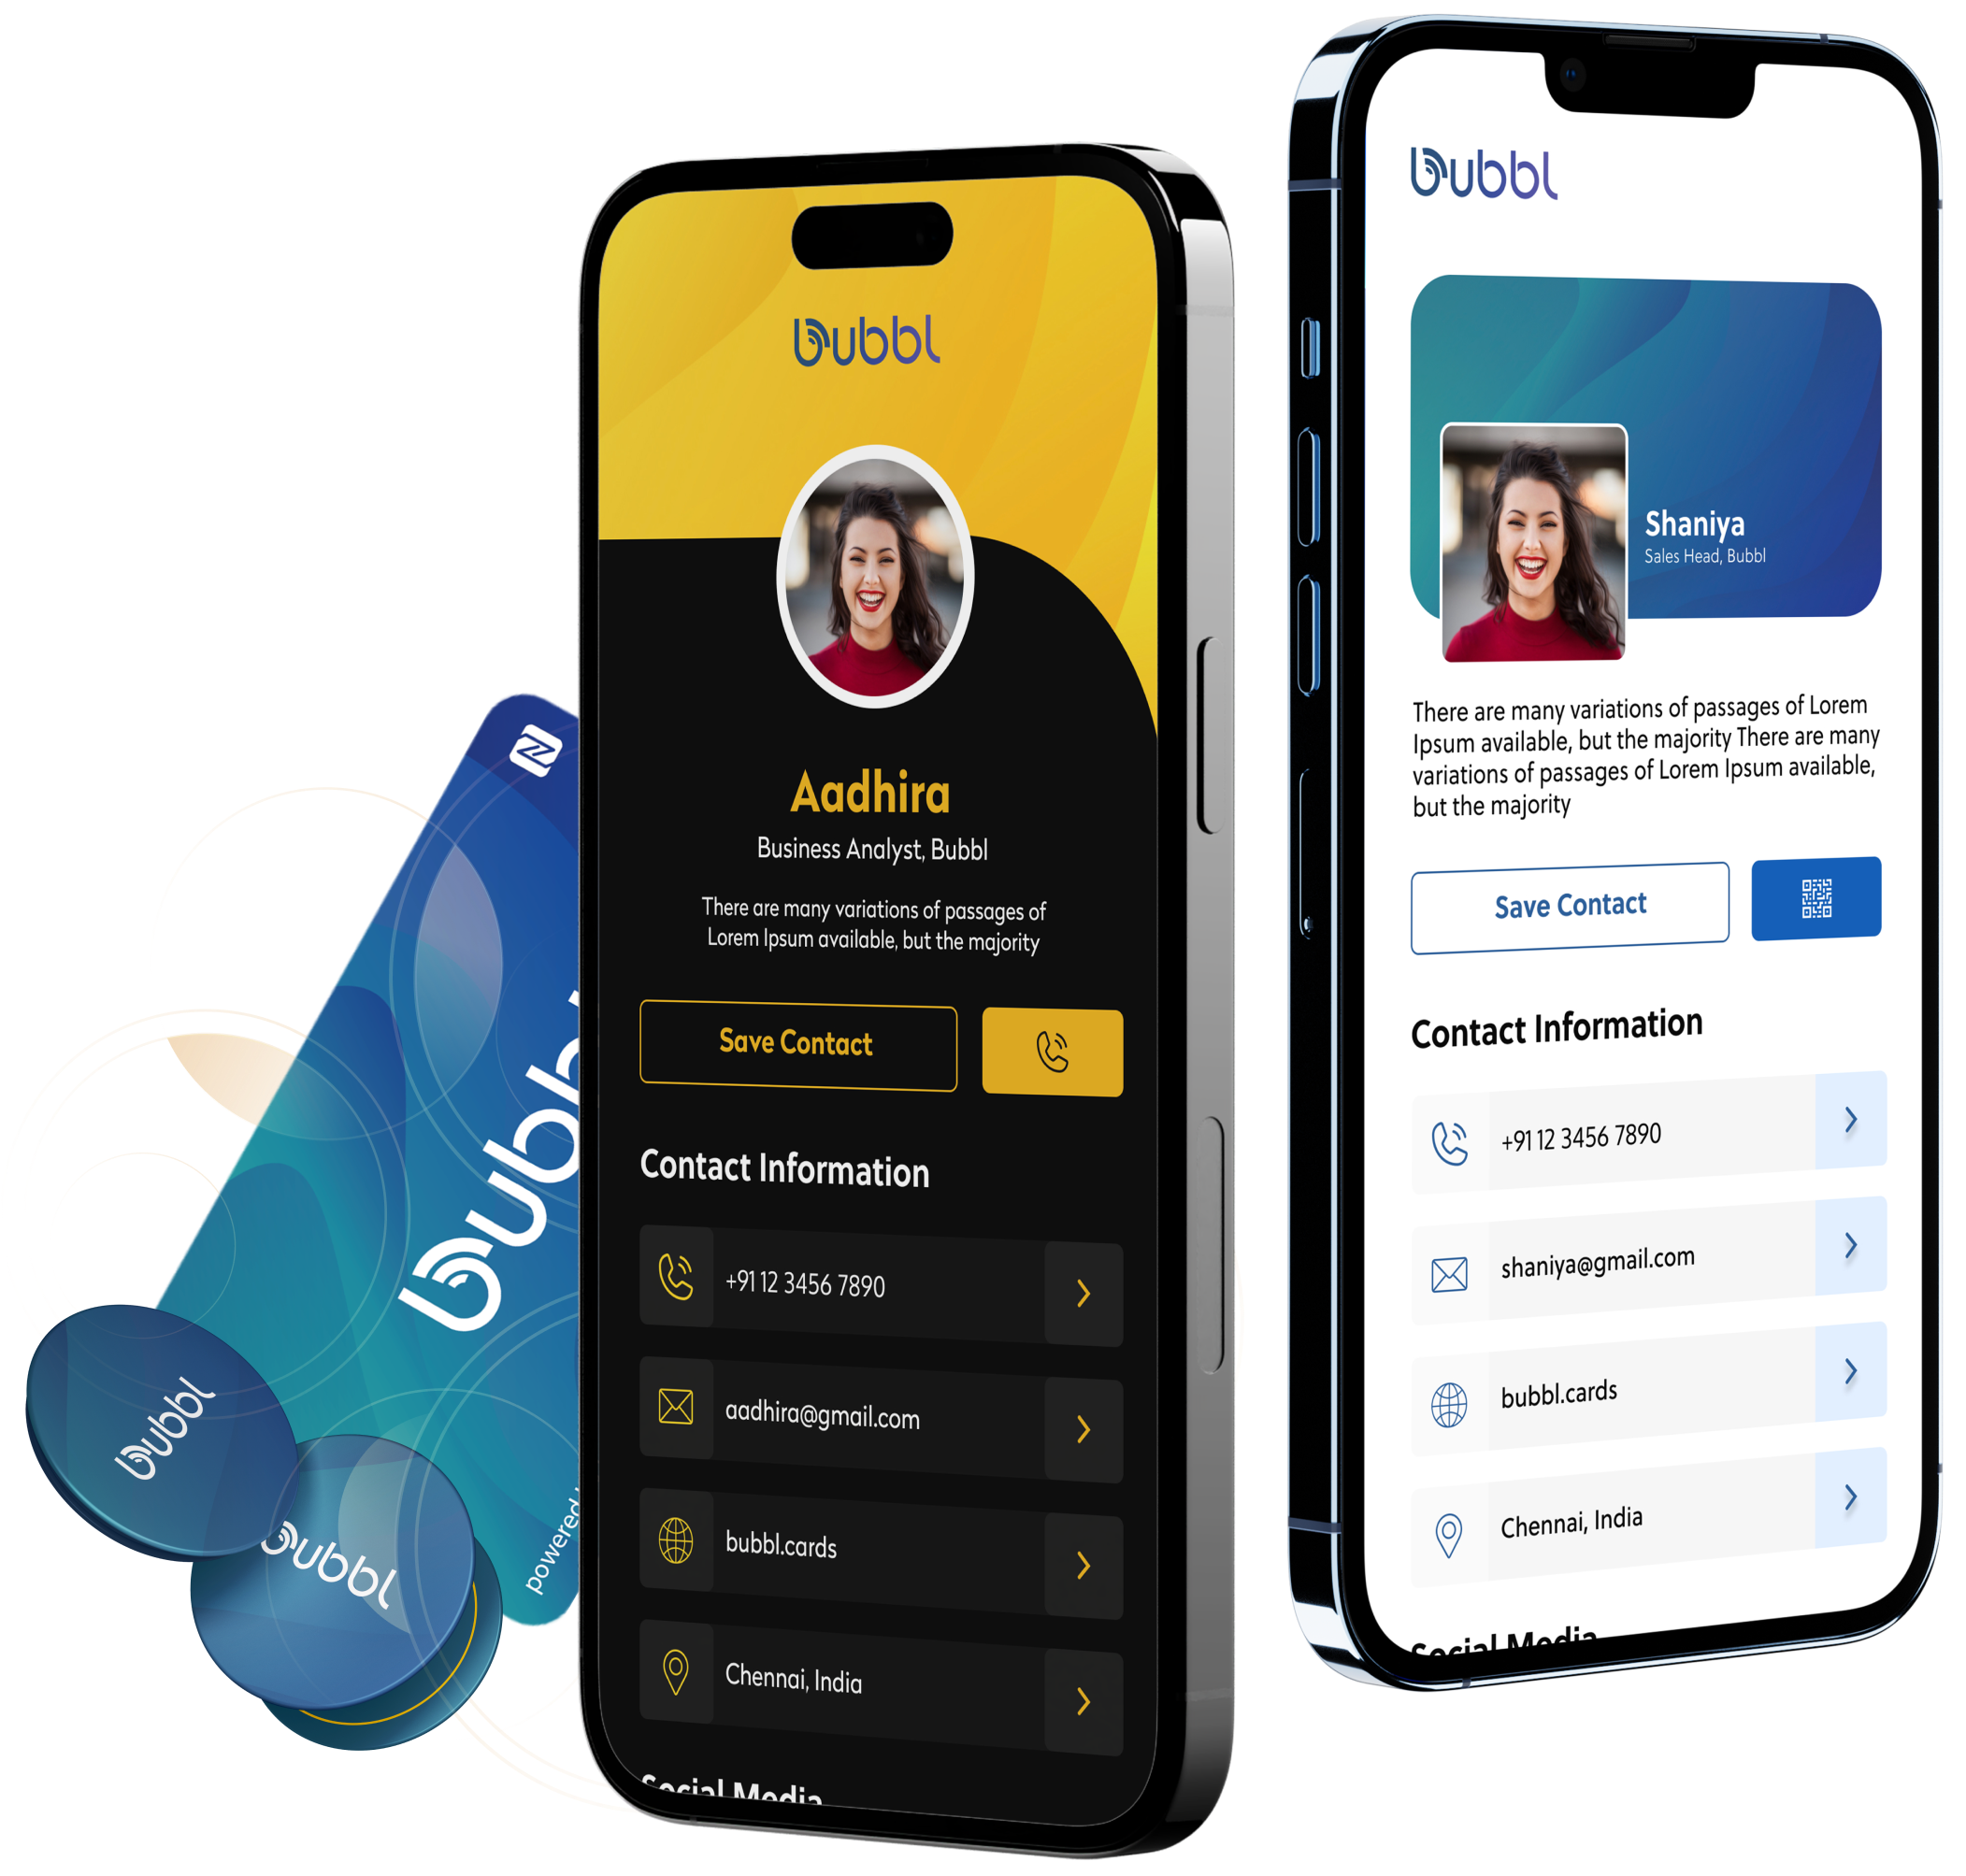 bubbl
powered
bubbl
bubbl
bubbl
Aadhira
Business Analyst, Bubbl
There are many variations of passages of
Lorem Ipsum available, but the majority
Save Contact
Contact Information
+91 12 3456 7890
aadhira@gmail.com
bubbl.cards
Chennai, India
Social Media
bubbl
Shaniya
Sales Head, Bubbl
There are many variations of passages of Lorem
Ipsum available, but the majority There are many
variations of passages of Lorem Ipsum available,
but the majority
Save Contact
Contact Information
+91 12 3456 7890
shaniya@gmail.com
bubbl.cards
Chennai, India
Social Media